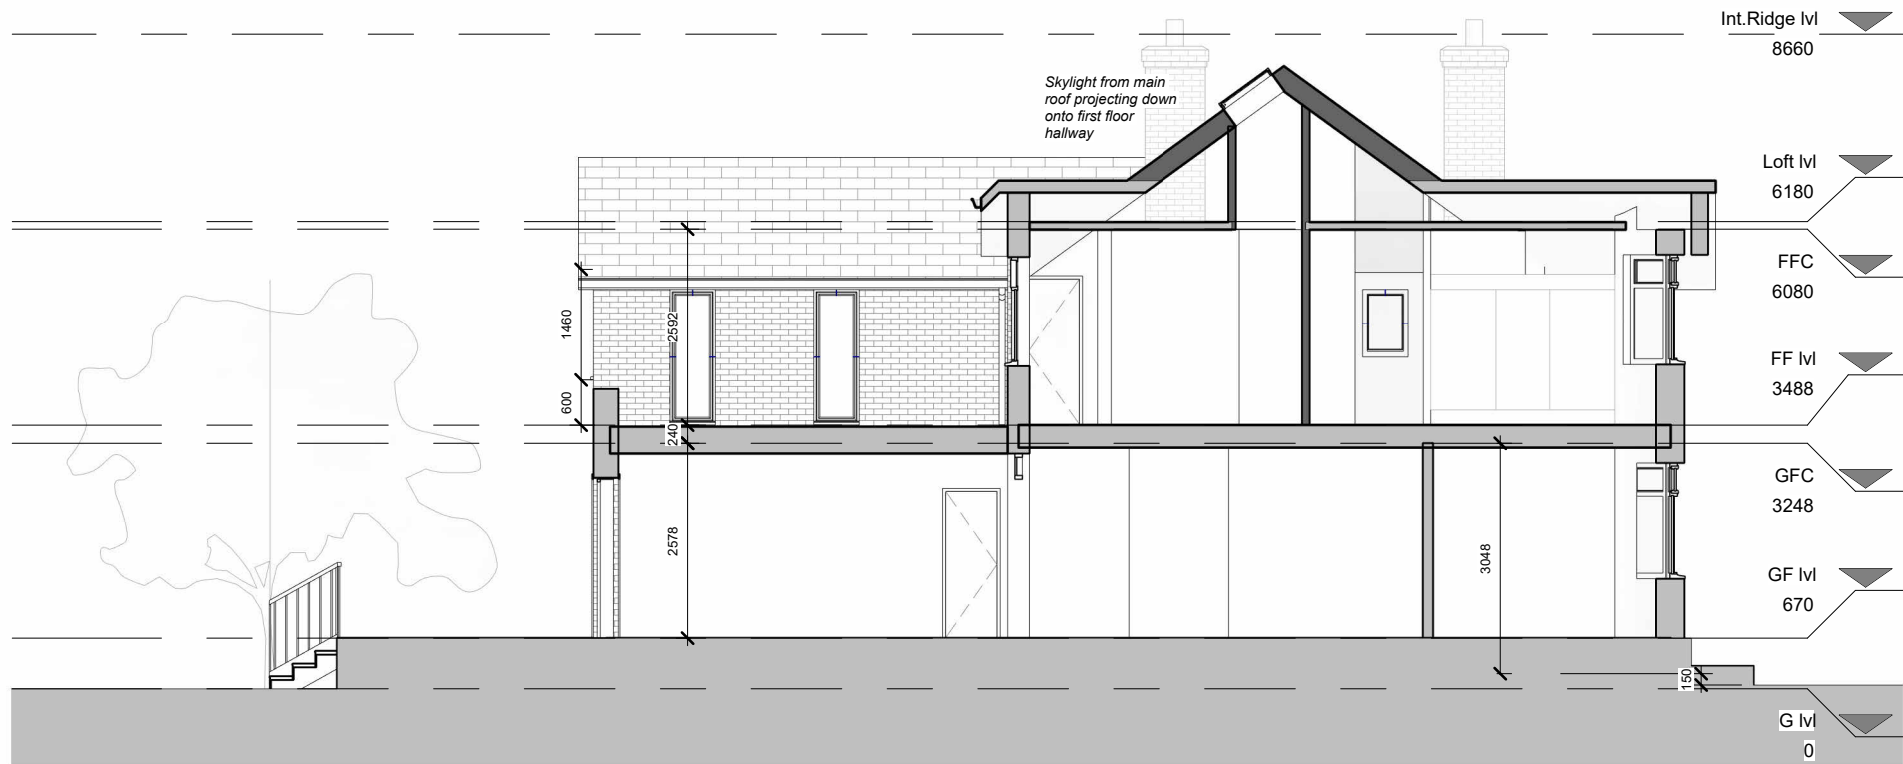 Int.Ridge lvl
8660
Skylight from main
roof projecting down
onto first floor
hallway
Loft lvl
6180
FFC
6080
1460
2592
FF lvl
3488
600
240
GFC
3248
2578
3048
GF lvl
670
150
G lvl
0